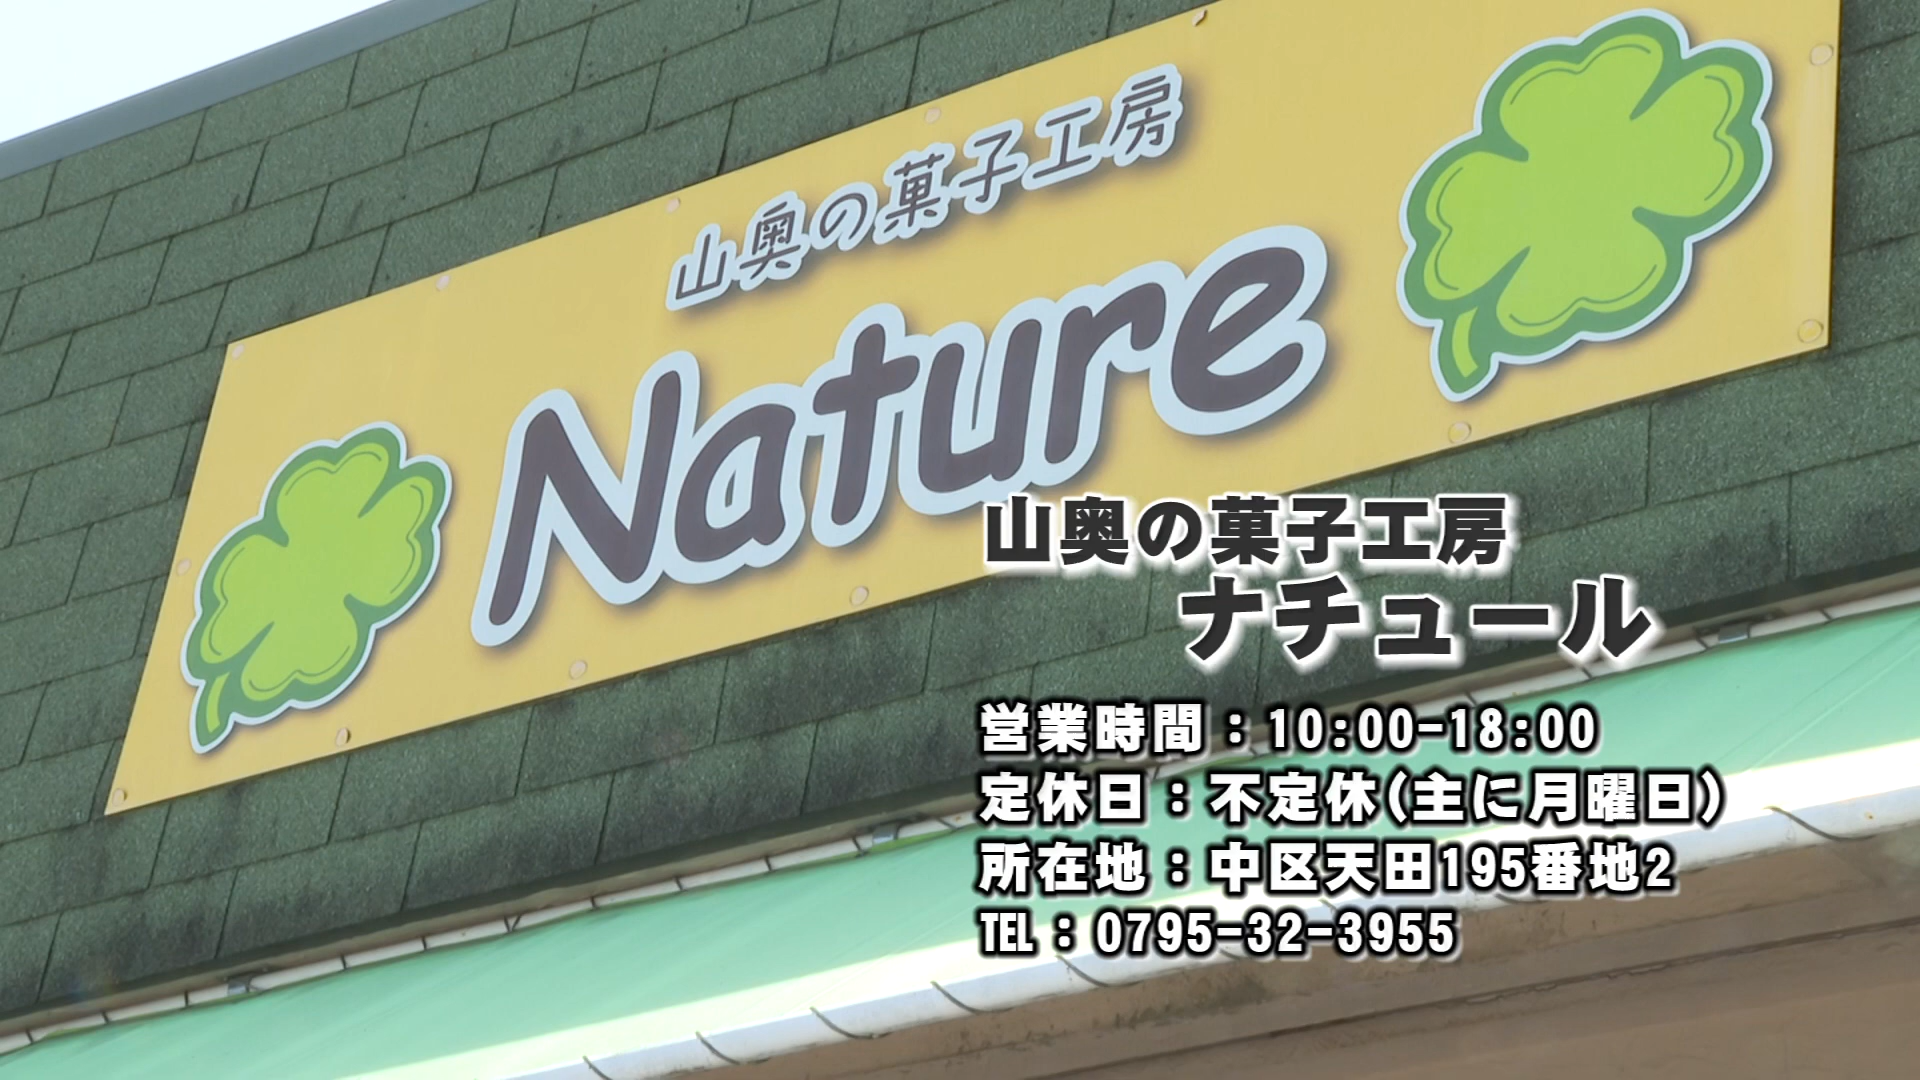 山奥の菓子工房
Nature
山奥の菓子工房
ナチュール
営業時間：10:00-18:00
定休日：不定休(主に月曜日)
所在地：中区天田195番地2
TEL：0795-32-3955